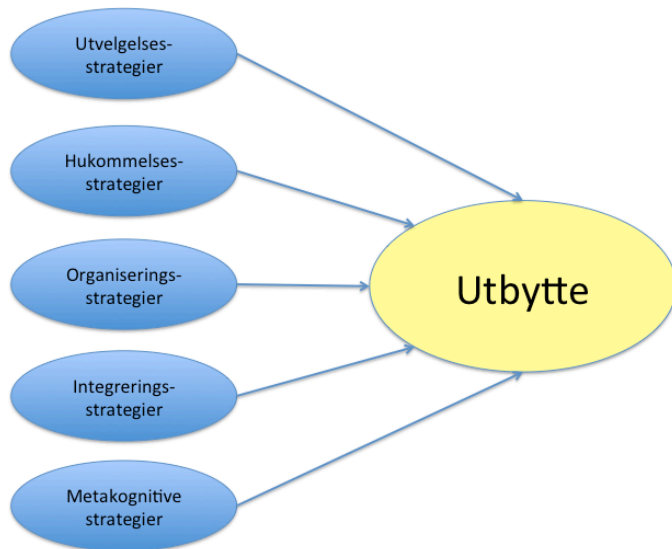 Utvelgelses-
strategier
Hukommelses-
strategier
Organiserings-
strategier
Utbytte
Integrerings-
strategier
Metakognitive
strategier